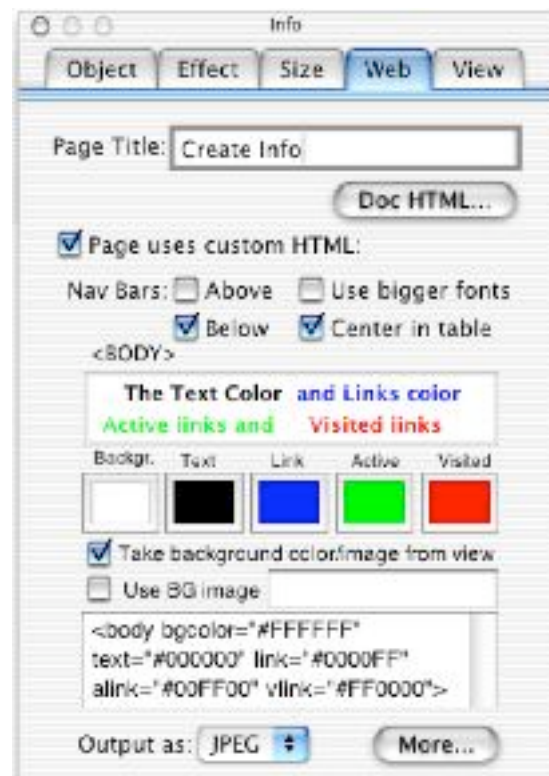 Info
Object Effect Size Web View
Page Title: Create Info
Doc HTML...
Page uses custom HTML:
Nav Bars: Above Use bigger fonts
Below Center in table
<BODY>
The Text Color and Links color
Active links and Visited links
Backgr. Text Link Active Visited
Take background color/image from view
Use BG image
<body bgcolor="#FFFFFF"
text="#000000" link="#0000FF"
alink="#00FF00" vlink="#FF0000">
Output as: JPEG More...